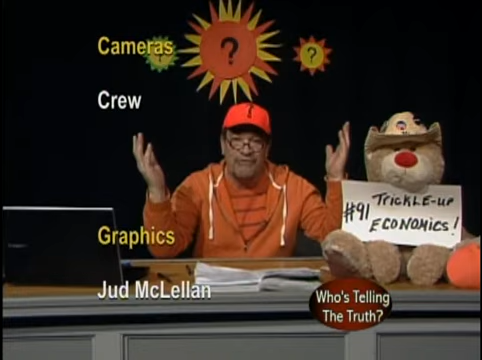 Cameras
?
?
Crew
#91 TRICKLE-UP
ECONOMICS!
Graphics
Jud McLellan
Who's Telling
The Truth?